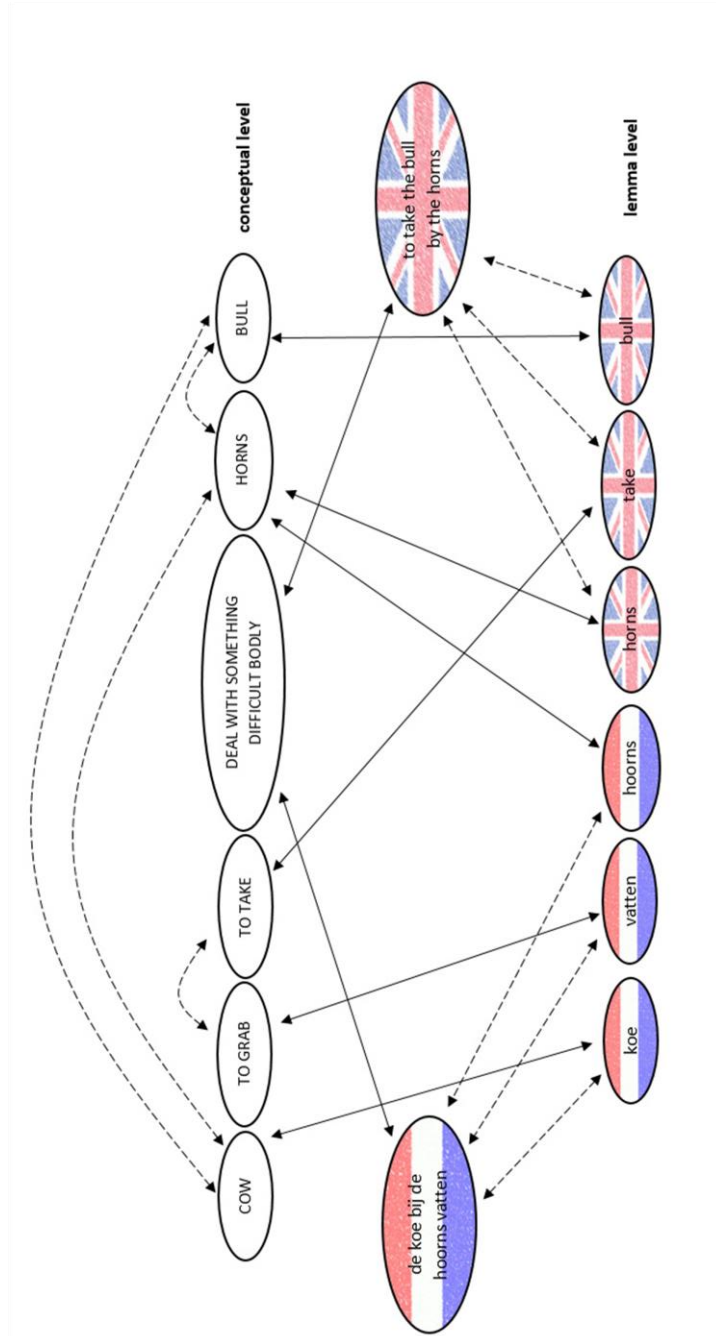 COW
TO GRAB
TO TAKE
DEAL WITH SOMETHING
DIFFICULT BODLY
HORNS
BULL
conceptual level
de koe bij de
hoorns vatten
to take the bull
by the horns
koe
vatten
hoorns
horns
take
bull
lemma level